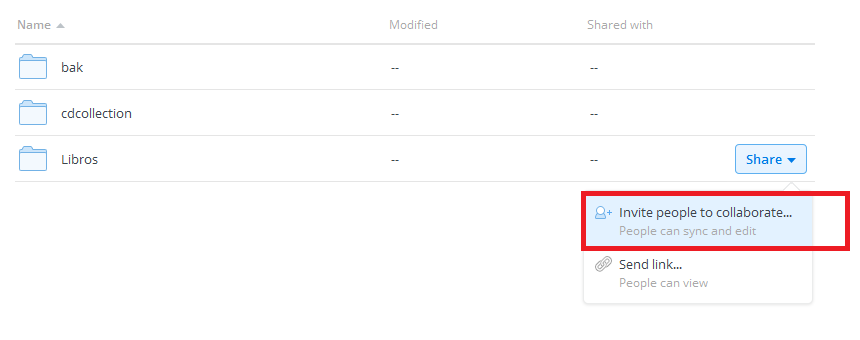 Name Modified Shared with
bak -- --
cdcollection -- --
Libros -- -- Share
Invite people to collaborate...
People can sync and edit
Send link...
People can view